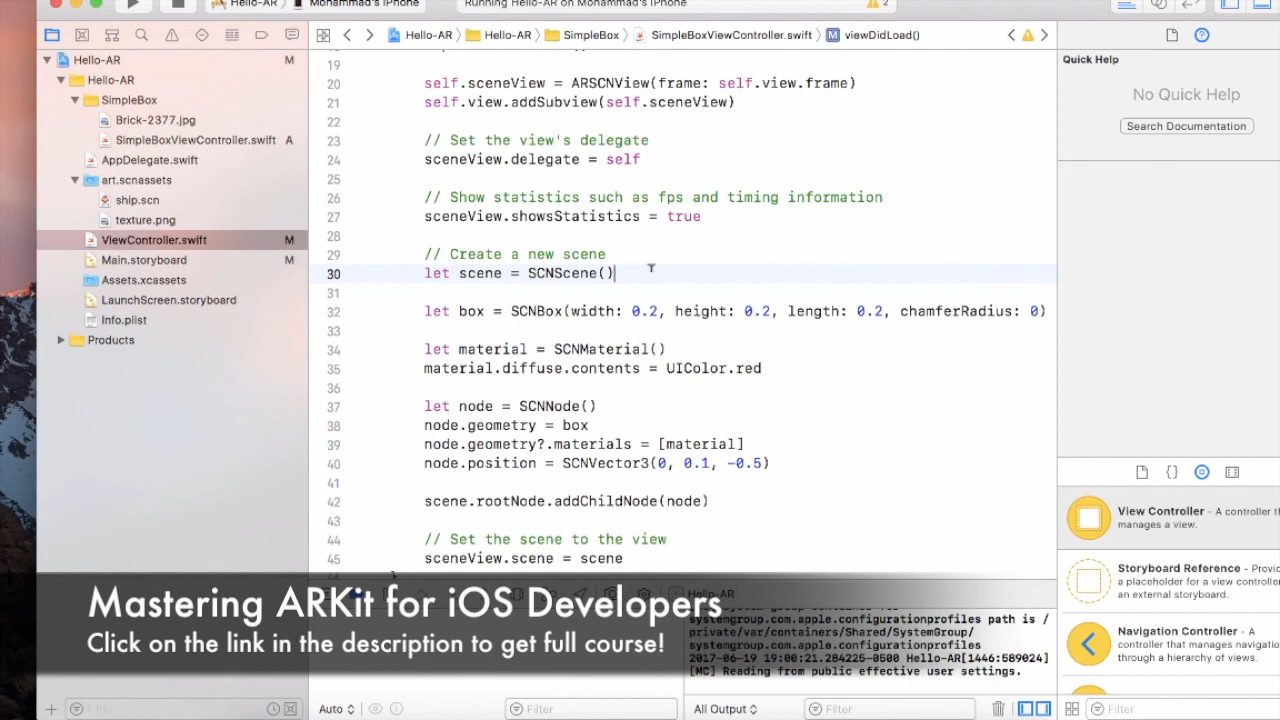 Hello-AR
Mohammad's iPhone
Running Hello-AR on Mohammad's iPhone
2
Hello-AR
Hello-AR
SimpleBox
SimpleBoxViewController.swift
viewDidLoad()
Hello-AR M
Hello-AR
SimpleBox
Brick-2377.jpg
SimpleBoxViewController.swift A
AppDelegate.swift
art.scnassets
ship.scn
texture.png
ViewController.swift M
Main.storyboard M
Assets.xcassets
LaunchScreen.storyboard
Info.plist
Products
19
20 self.sceneView = ARSCNView(frame: self.view.frame)
21 self.view.addSubview(self.sceneView)
22
23 // Set the view's delegate
24 sceneView.delegate = self
25
26 // Show statistics such as fps and timing information
27 sceneView.showsStatistics = true
28
29 // Create a new scene
30 let scene = SCNScene()
31
32 let box = SCNBox(width: 0.2, height: 0.2, length: 0.2, chamferRadius: 0)
33
34 let material = SCNMaterial()
35 material.diffuse.contents = UIColor.red
36
37 let node = SCNNode()
38 node.geometry = box
39 node.geometry?.materials = [material]
40 node.position = SCNVector3(0, 0.1, -0.5)
41
42 scene.rootNode.addChildNode(node)
43
44 // Set the scene to the view
45 sceneView.scene = scene
Quick Help
No Quick Help
Search Documentation
View Controller - A controller
manages a view.
Storyboard Reference - Provi
a placeholder for a view controlle
an external storyboard.
Navigation Controller - A
controller that manages navigati
through a hierarchy of views.
Mastering ARKit for iOS Developers
Click on the link in the description to get full course!
Hello-AR
systemgroup.com.apple.configurationprofiles path is /
private/var/containers/Shared/SystemGroup/
systemgroup.com.apple.configurationprofiles
2017-06-19 19:00:21.284225-0500 Hello-AR[1446:589024]
[MC] Reading from public effective user settings.
Filter
Auto
Filter
All Output
Filter
Filter